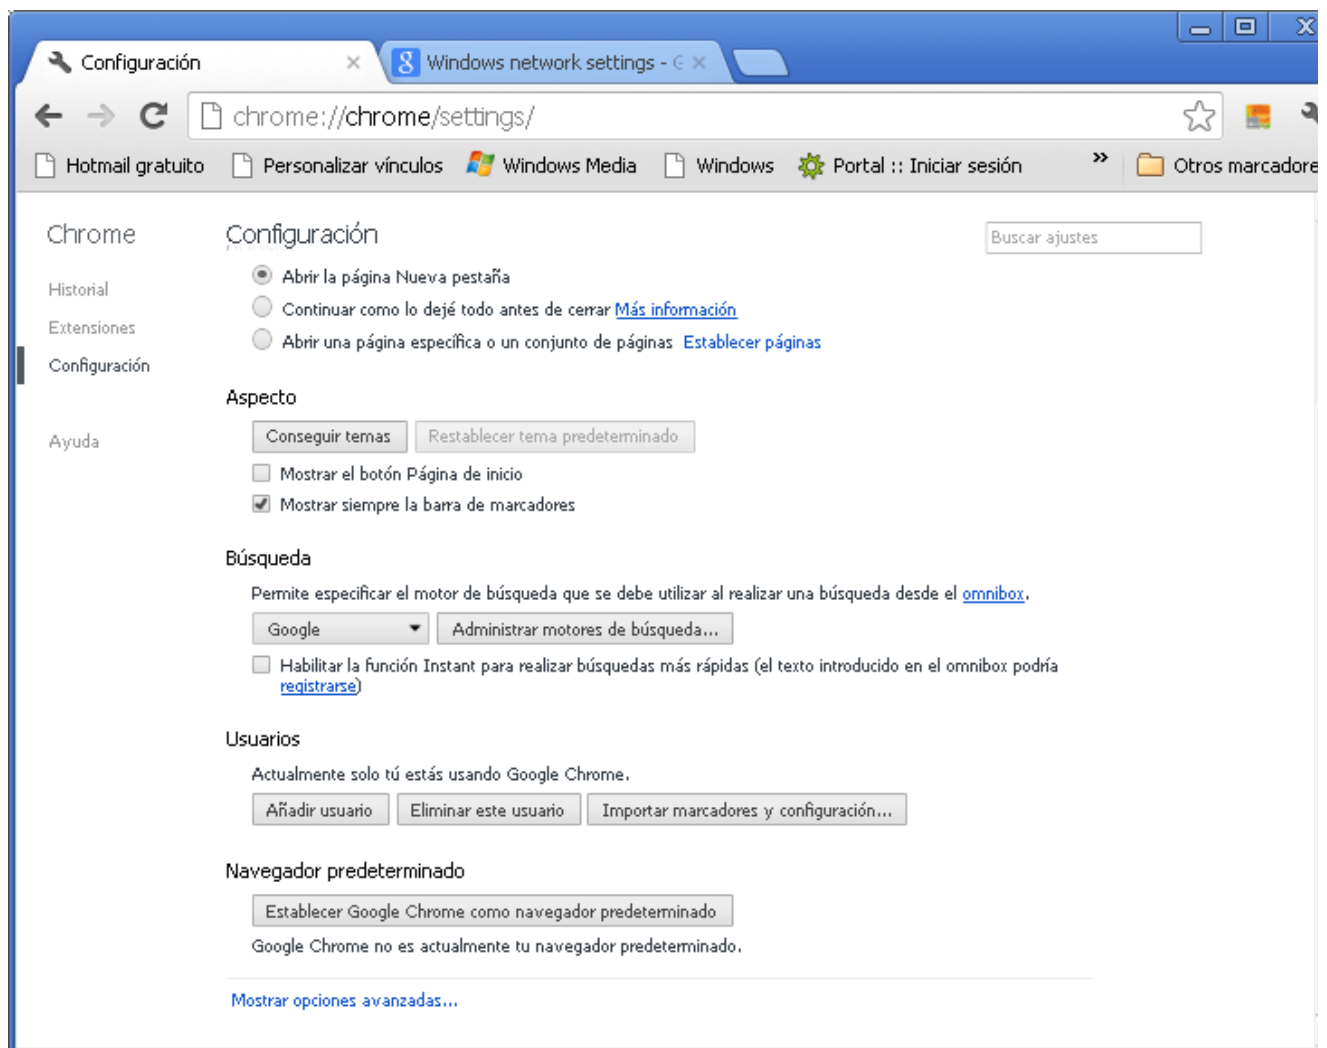 Configuración
Windows network settings - G
chrome://chrome/settings/
Hotmail gratuito Personalizar vínculos Windows Media Windows Portal :: Iniciar sesión » Otros marcadore
Chrome
Historial
Extensiones
Configuración
Ayuda
Configuración
Buscar ajustes
Abrir la página Nueva pestaña
Continuar como lo dejé todo antes de cerrar Más información
Abrir una página específica o un conjunto de páginas Establecer páginas
Aspecto
Conseguir temas Restablecer tema predeterminado
Mostrar el botón Página de inicio
Mostrar siempre la barra de marcadores
Búsqueda
Permite especificar el motor de búsqueda que se debe utilizar al realizar una búsqueda desde el omnibox.
Google Administrar motores de búsqueda...
Habilitar la función Instant para realizar búsquedas más rápidas (el texto introducido en el omnibox podría
registrarse)
Usuarios
Actualmente solo tú estás usando Google Chrome.
Añadir usuario Eliminar este usuario Importar marcadores y configuración...
Navegador predeterminado
Establecer Google Chrome como navegador predeterminado
Google Chrome no es actualmente tu navegador predeterminado.
Mostrar opciones avanzadas...